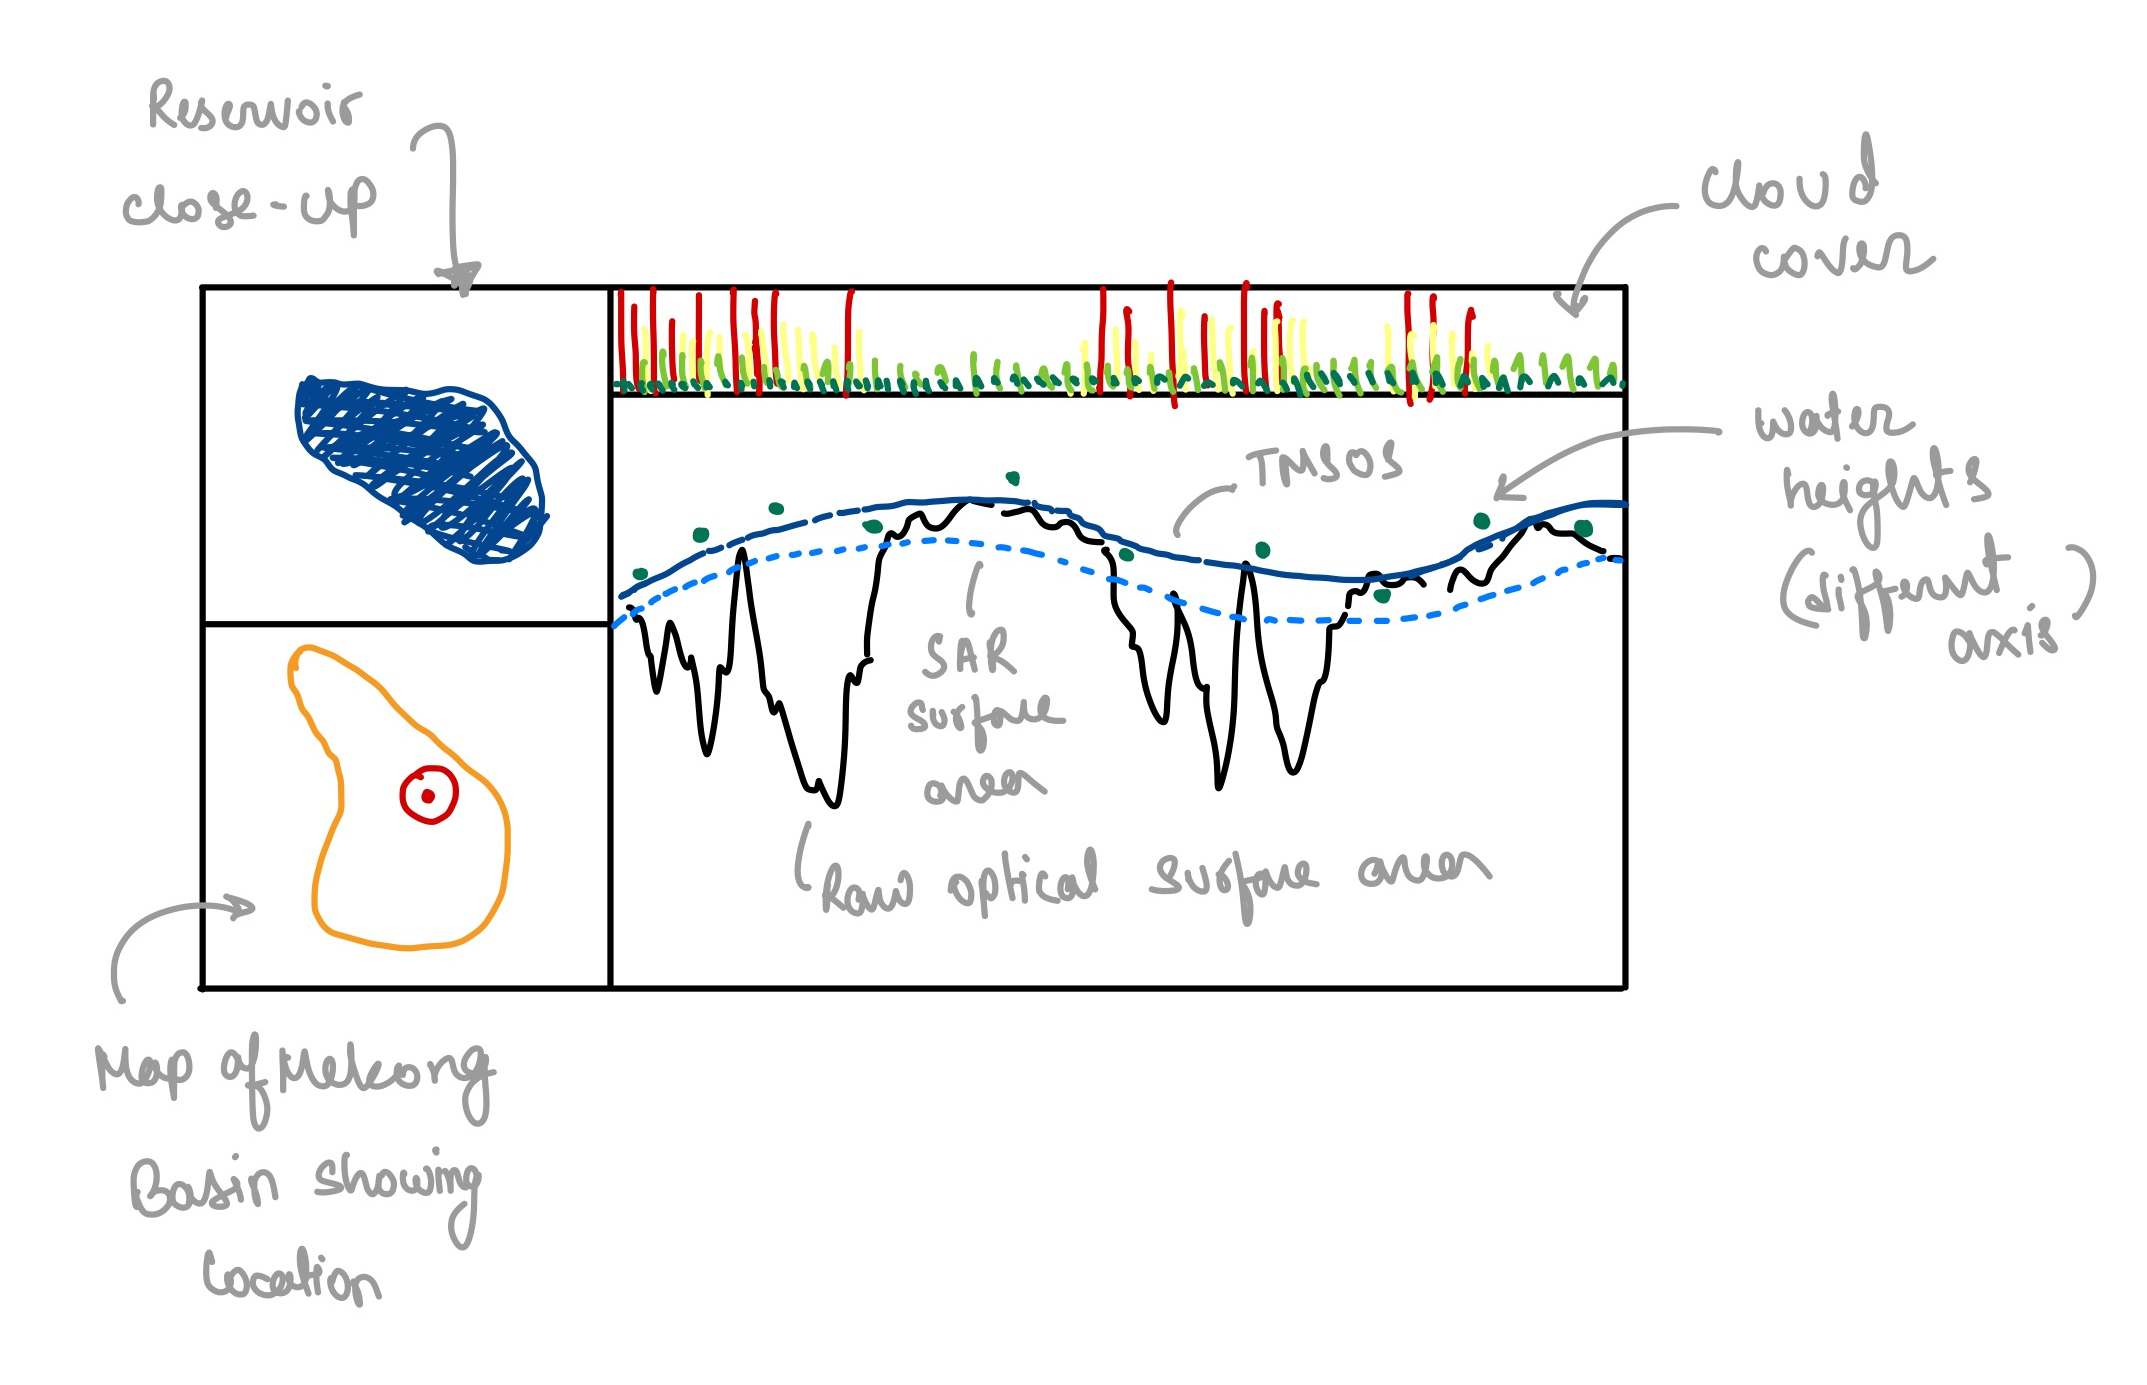 Reservoir
close-up
cloud
cover
TMSOS
water
heights
(different
axis)
SAR
surface
area
Raw optical surface area
Map of Mekong
Basin showing
location